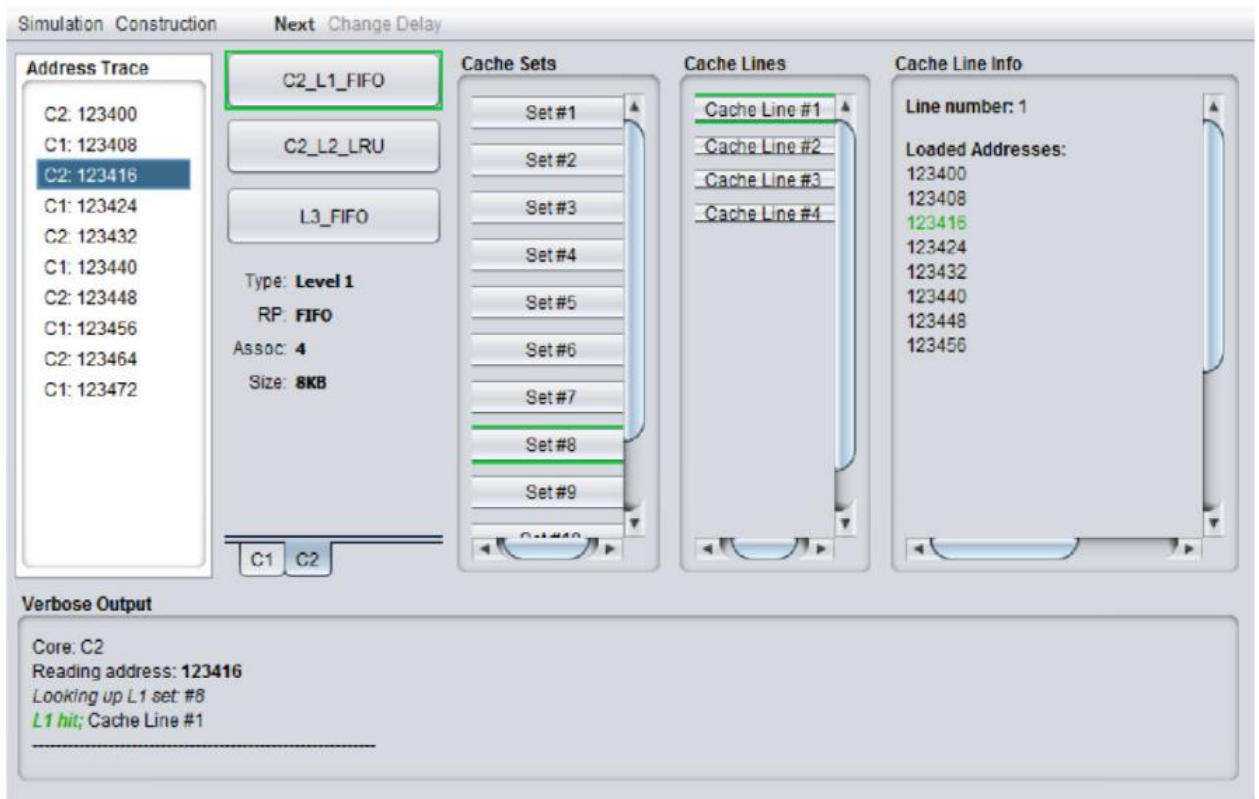 Simulation Construction Next Change Delay
Address Trace
C2: 123400
C1: 123408
C2: 123416
C1: 123424
C2: 123432
C1: 123440
C2: 123448
C1: 123456
C2: 123464
C1: 123472
C2_L1_FIFO
C2_L2_LRU
L3_FIFO
Type: Level 1
RP: FIFO
Assoc: 4
Size: 8KB
C1 C2
Cache Sets
Set #1
Set #2
Set #3
Set #4
Set #5
Set #6
Set #7
Set #8
Set #9
Set #10
Cache Lines
Cache Line #1
Cache Line #2
Cache Line #3
Cache Line #4
Cache Line Info
Line number: 1
Loaded Addresses:
123400
123408
123416
123424
123432
123440
123448
123456
Verbose Output
Core: C2
Reading address: 123416
Looking up L1 set: #8
L1 hit; Cache Line #1